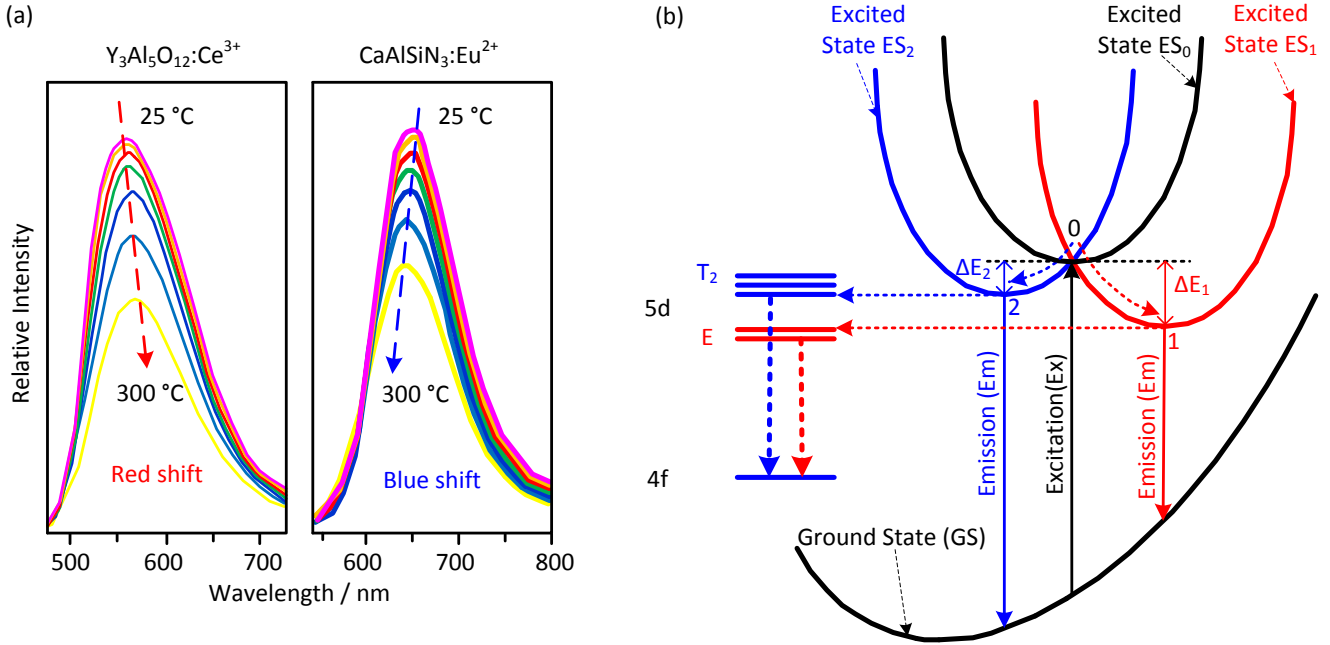 (a)
Y₃Al₅O₁₂:Ce³⁺
CaAlSiN₃:Eu²⁺
25 °C
25 °C
300 °C
300 °C
Red shift
Blue shift
Relative Intensity
500
600
700
600
700
800
Wavelength / nm
(b)
Excited
State ES₂
Excited
State ES₀
Excited
State ES₁
0
ΔE₂
ΔE₁
2
1
T₂
5d
E
4f
Emission (Em)
Excitation(Ex)
Emission (Em)
Ground State (GS)